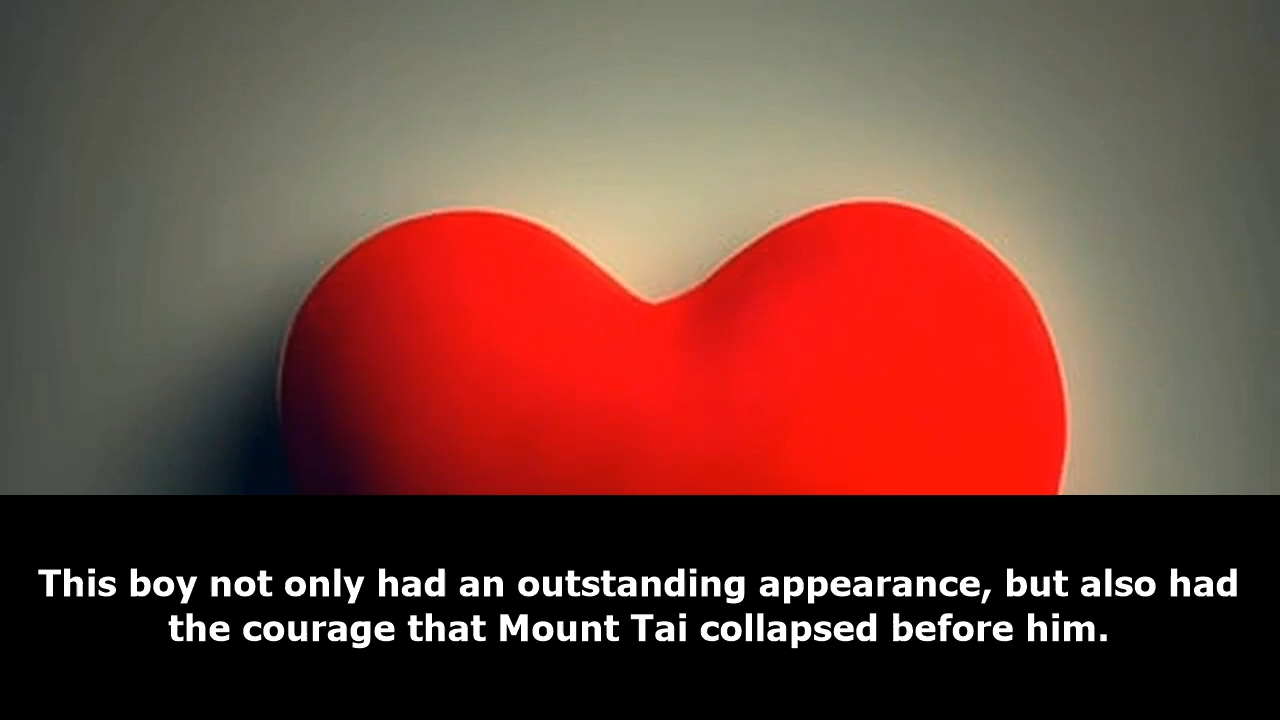 This boy not only had an outstanding appearance, but also had
the courage that Mount Tai collapsed before him.